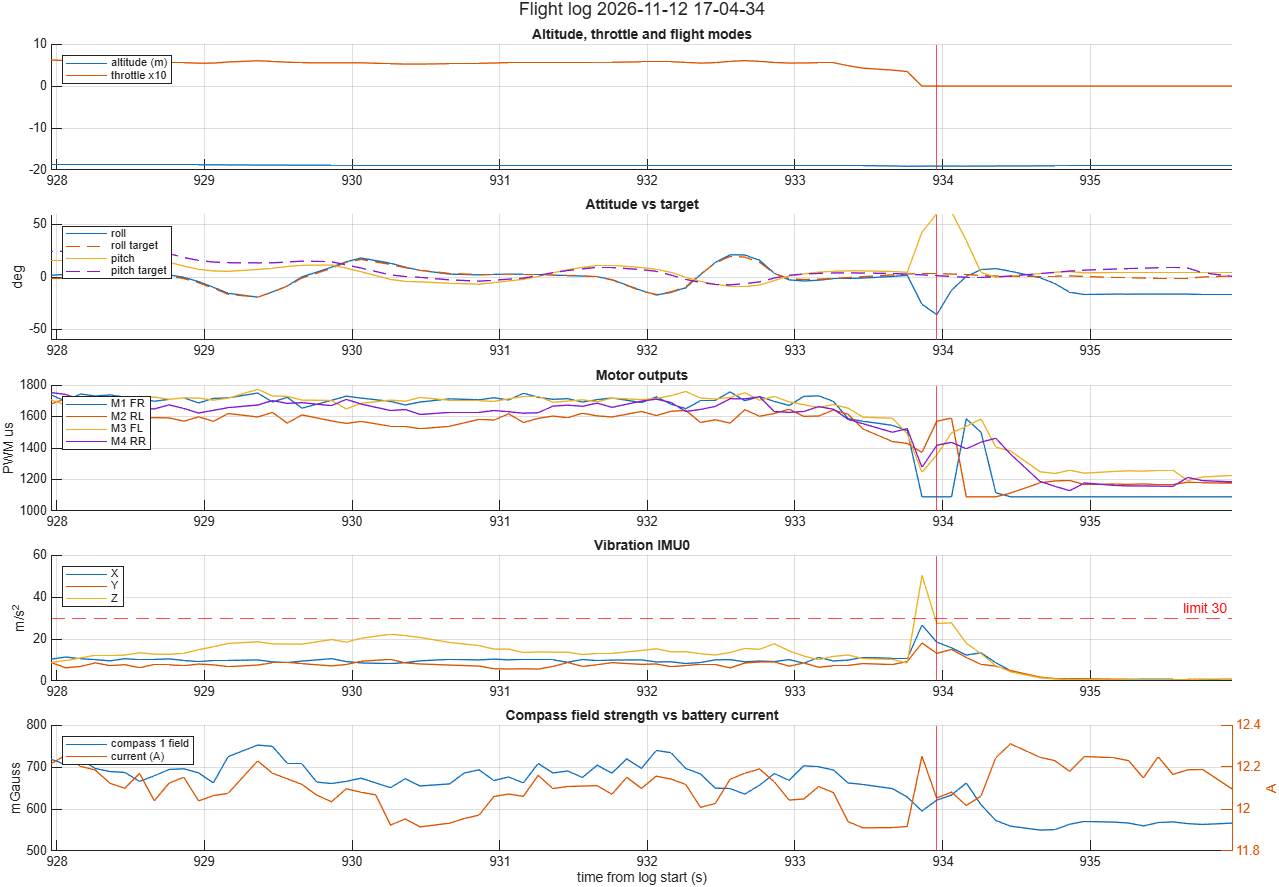 Flight log 2026-11-12 17-04-34
Altitude, throttle and flight modes
10
0
-10
-20
altitude (m)
throttle x10
928 929 930 931 932 933 934 935
Attitude vs target
deg
50
0
-50
roll
roll target
pitch
pitch target
928 929 930 931 932 933 934 935
Motor outputs
PWM us
1800
1600
1400
1200
1000
M1 FR
M2 RL
M3 FL
M4 RR
928 929 930 931 932 933 934 935
Vibration IMU0
m/s²
60
40
20
0
X
Y
Z
limit 30
928 929 930 931 932 933 934 935
Compass field strength vs battery current
mGauss
800
700
600
500
compass 1 field
current (A)
12.4
12.2
12
11.8
A
928 929 930 931 932 933 934 935
time from log start (s)